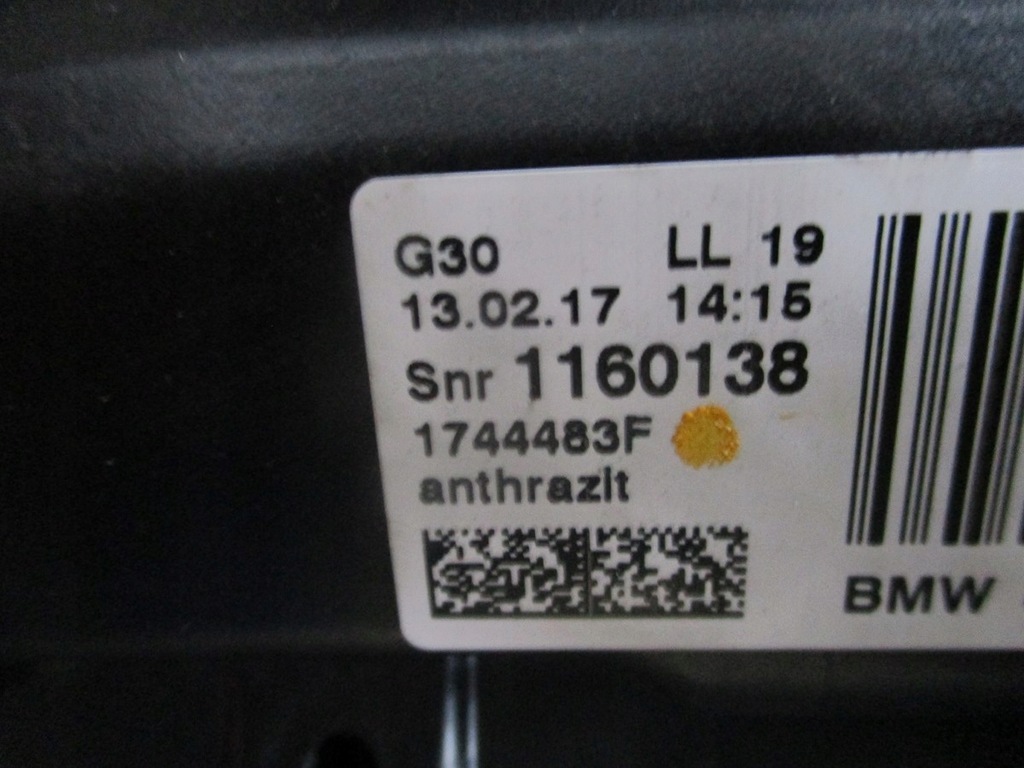 G30 LL 19
13.02.17 14:15
Snr 1160138
1744483F
anthrazit
BMW